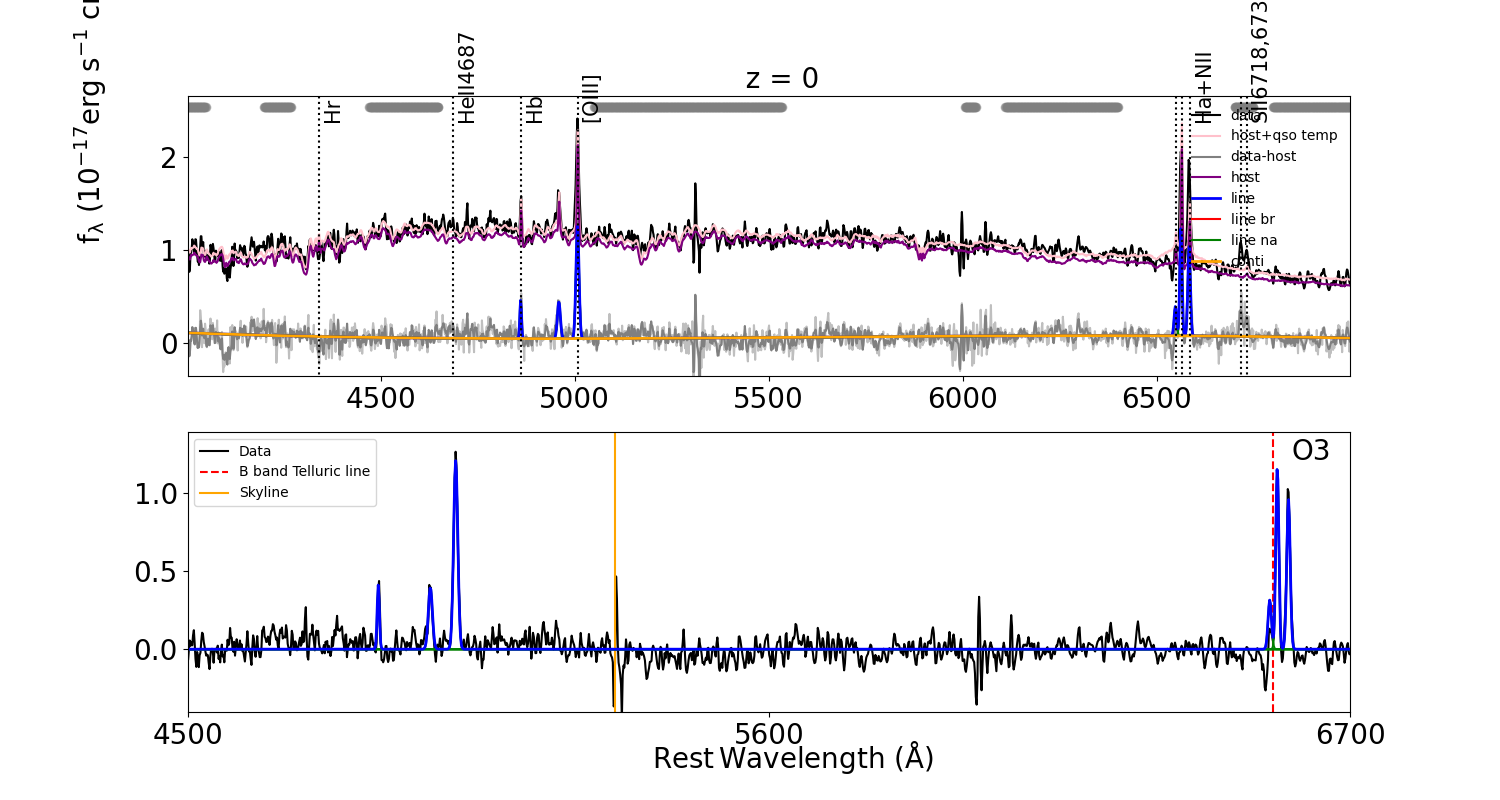 z = 0
f_λ (10^−17 erg s^−1
Hr
HeII4687
Hb
[OIII]
Ha+NII
SII6718,673
data
host+qso temp
data-host
host
line
line br
line na
conti
2
1
0
4500
5000
5500
6000
6500
Data
B band Telluric line
Skyline
O3
1.0
0.5
0.0
4500
5600
6700
Rest Wavelength (Å)